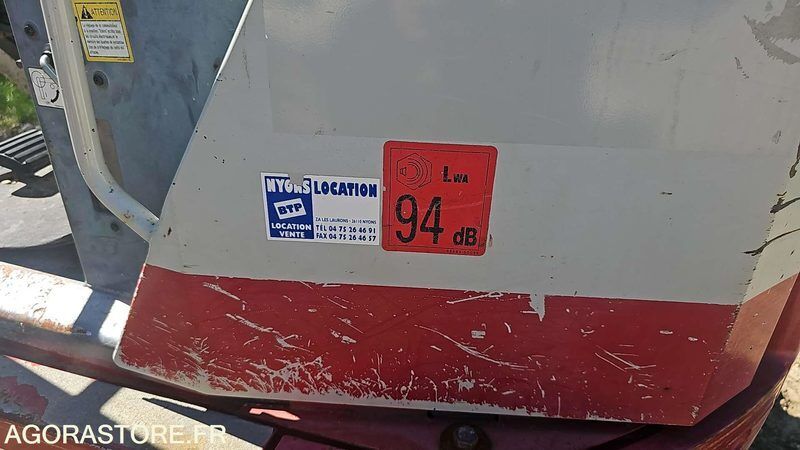 ATTENTION
NYONS LOCATION
BTP
LOCATION
VENTE
ZA LES LAURONS - 26110 NYONS
TÉL 04 75 26 46 91
FAX 04 75 26 46 57
LWA
94 dB
AGORASTORE.FR